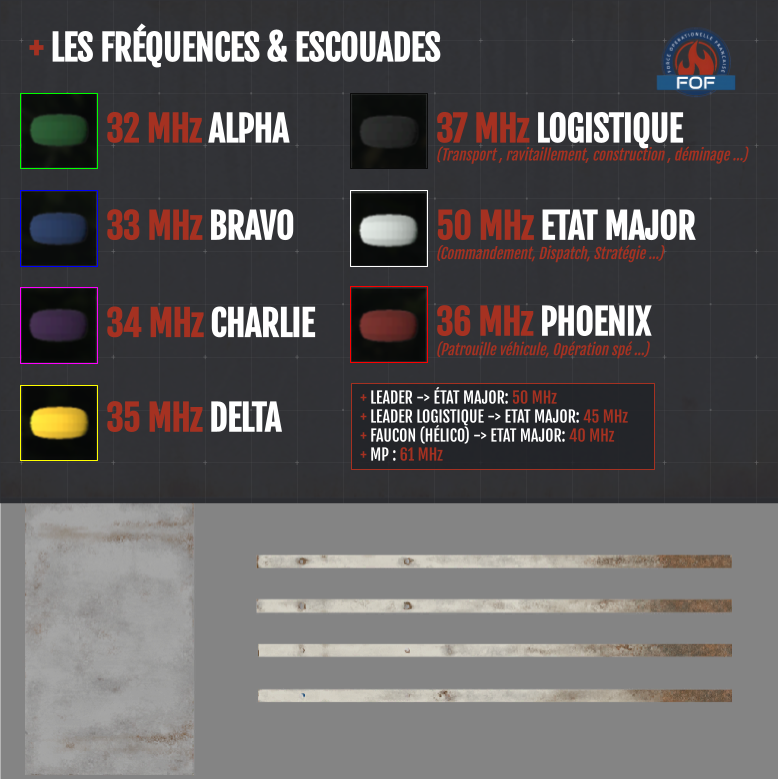 + LES FRÉQUENCES & ESCOUADES
FORCE OPERATIONELLE FRANCAISE
FOF
32 MHz ALPHA
33 MHz BRAVO
34 MHz CHARLIE
35 MHz DELTA
37 MHz LOGISTIQUE
(Transport , ravitaillement, construction , déminage ...)
50 MHz ETAT MAJOR
(Commandement, Dispatch, Stratégie ...)
36 MHz PHOENIX
(Patrouille véhicule, Opération spé ...)
+ LEADER -> ÉTAT MAJOR: 50 MHz
+ LEADER LOGISTIQUE -> ETAT MAJOR: 45 MHz
+ FAUCON (HÉLICO) -> ETAT MAJOR: 40 MHz
+ MP : 61 MHz